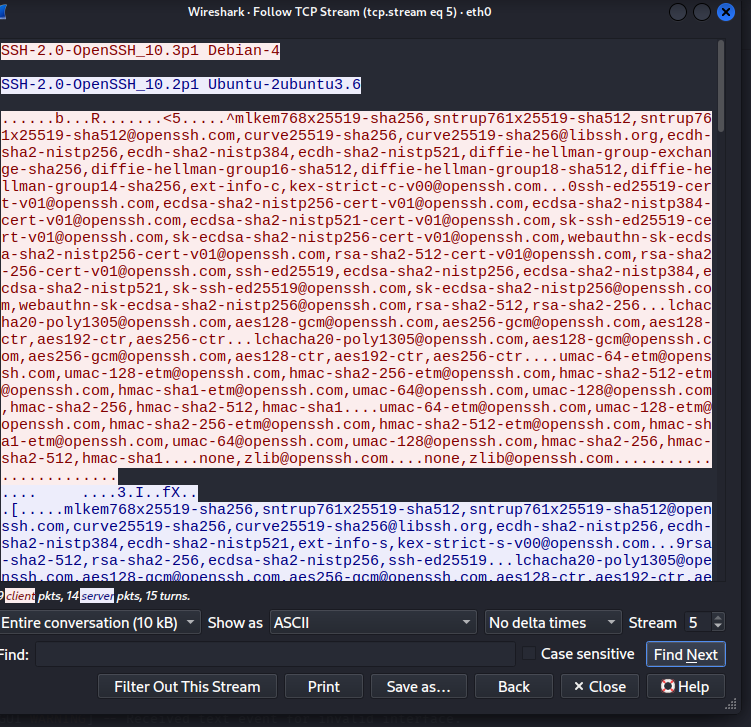 Wireshark · Follow TCP Stream (tcp.stream eq 5) · eth0
SSH-2.0-OpenSSH_10.3p1 Debian-4
SSH-2.0-OpenSSH_10.2p1 Ubuntu-2ubuntu3.6
......b...R.......<5.....^mlkem768x25519-sha256,sntrup761x25519-sha512,sntrup76
1x25519-sha512@openssh.com,curve25519-sha256,curve25519-sha256@libssh.org,ecdh-
sha2-nistp256,ecdh-sha2-nistp384,ecdh-sha2-nistp521,diffie-hellman-group-exchan
ge-sha256,diffie-hellman-group16-sha512,diffie-hellman-group18-sha512,diffie-he
llman-group14-sha256,ext-info-c,kex-strict-c-v00@openssh.com...0ssh-ed25519-cer
t-v01@openssh.com,ecdsa-sha2-nistp256-cert-v01@openssh.com,ecdsa-sha2-nistp384-
cert-v01@openssh.com,ecdsa-sha2-nistp521-cert-v01@openssh.com,sk-ssh-ed25519-ce
rt-v01@openssh.com,sk-ecdsa-sha2-nistp256-cert-v01@openssh.com,webauthn-sk-ecds
a-sha2-nistp256-cert-v01@openssh.com,rsa-sha2-512-cert-v01@openssh.com,rsa-sha2
-256-cert-v01@openssh.com,ssh-ed25519,ecdsa-sha2-nistp256,ecdsa-sha2-nistp384,e
cdsa-sha2-nistp521,sk-ssh-ed25519@openssh.com,sk-ecdsa-sha2-nistp256@openssh.co
m,webauthn-sk-ecdsa-sha2-nistp256@openssh.com,rsa-sha2-512,rsa-sha2-256...lchac
ha20-poly1305@openssh.com,aes128-gcm@openssh.com,aes256-gcm@openssh.com,aes128-
ctr,aes192-ctr,aes256-ctr...lchacha20-poly1305@openssh.com,aes128-gcm@openssh.c
om,aes256-gcm@openssh.com,aes128-ctr,aes192-ctr,aes256-ctr....umac-64-etm@opens
sh.com,umac-128-etm@openssh.com,hmac-sha2-256-etm@openssh.com,hmac-sha2-512-etm
@openssh.com,hmac-sha1-etm@openssh.com,umac-64@openssh.com,umac-128@openssh.com
,hmac-sha2-256,hmac-sha2-512,hmac-sha1....umac-64-etm@openssh.com,umac-128-etm@
openssh.com,hmac-sha2-256-etm@openssh.com,hmac-sha2-512-etm@openssh.com,hmac-sh
a1-etm@openssh.com,umac-64@openssh.com,umac-128@openssh.com,hmac-sha2-256,hmac-
sha2-512,hmac-sha1....none,zlib@openssh.com....none,zlib@openssh.com...........
.............
....     ....3.I..fX..
.[.....mlkem768x25519-sha256,sntrup761x25519-sha512,sntrup761x25519-sha512@open
ssh.com,curve25519-sha256,curve25519-sha256@libssh.org,ecdh-sha2-nistp256,ecdh-
sha2-nistp384,ecdh-sha2-nistp521,ext-info-s,kex-strict-s-v00@openssh.com...9rsa
-sha2-512,rsa-sha2-256,ecdsa-sha2-nistp256,ssh-ed25519...lchacha20-poly1305@ope
nssh.com,aes128-gcm@openssh.com,aes256-gcm@openssh.com,aes128-ctr,aes192-ctr,ae
9 client pkts, 14 server pkts, 15 turns.
Entire conversation (10 kB) Show as ASCII No delta times Stream 5
Find: Case sensitive Find Next
Filter Out This Stream Print Save as… Back Close Help